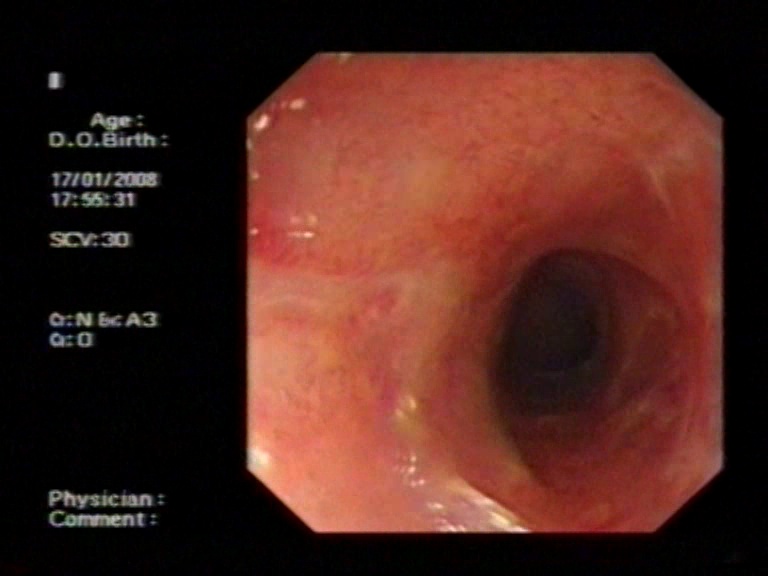 Age:
D.O.Birth:
17/01/2008
17:55:31
SCV:30
Physician:
Comment: